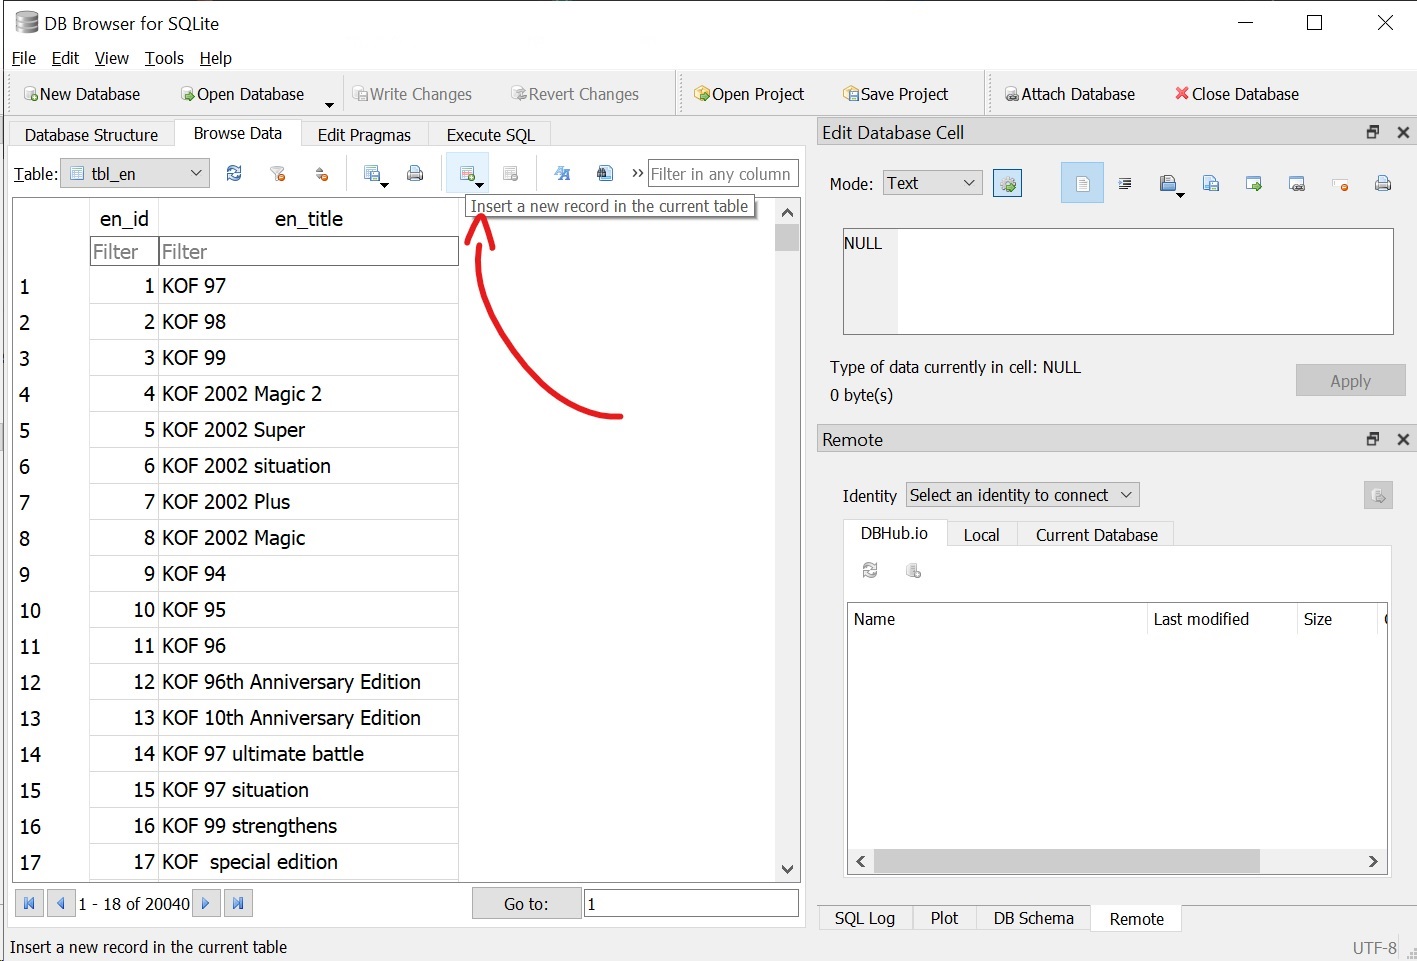 DB Browser for SQLite
File Edit View Tools Help
New Database Open Database Write Changes Revert Changes Open Project Save Project Attach Database Close Database
Database Structure Browse Data Edit Pragmas Execute SQL
Table: tbl_en Filter in any column
Insert a new record in the current table
en_id en_title
Filter Filter
1 1 KOF 97
2 2 KOF 98
3 3 KOF 99
4 4 KOF 2002 Magic 2
5 5 KOF 2002 Super
6 6 KOF 2002 situation
7 7 KOF 2002 Plus
8 8 KOF 2002 Magic
9 9 KOF 94
10 10 KOF 95
11 11 KOF 96
12 12 KOF 96th Anniversary Edition
13 13 KOF 10th Anniversary Edition
14 14 KOF 97 ultimate battle
15 15 KOF 97 situation
16 16 KOF 99 strengthens
17 17 KOF  special edition
1 - 18 of 20040 Go to: 1
Insert a new record in the current table
Edit Database Cell
Mode: Text
NULL
Type of data currently in cell: NULL
0 byte(s)
Apply
Remote
Identity Select an identity to connect
DBHub.io Local Current Database
Name Last modified Size
SQL Log Plot DB Schema Remote
UTF-8